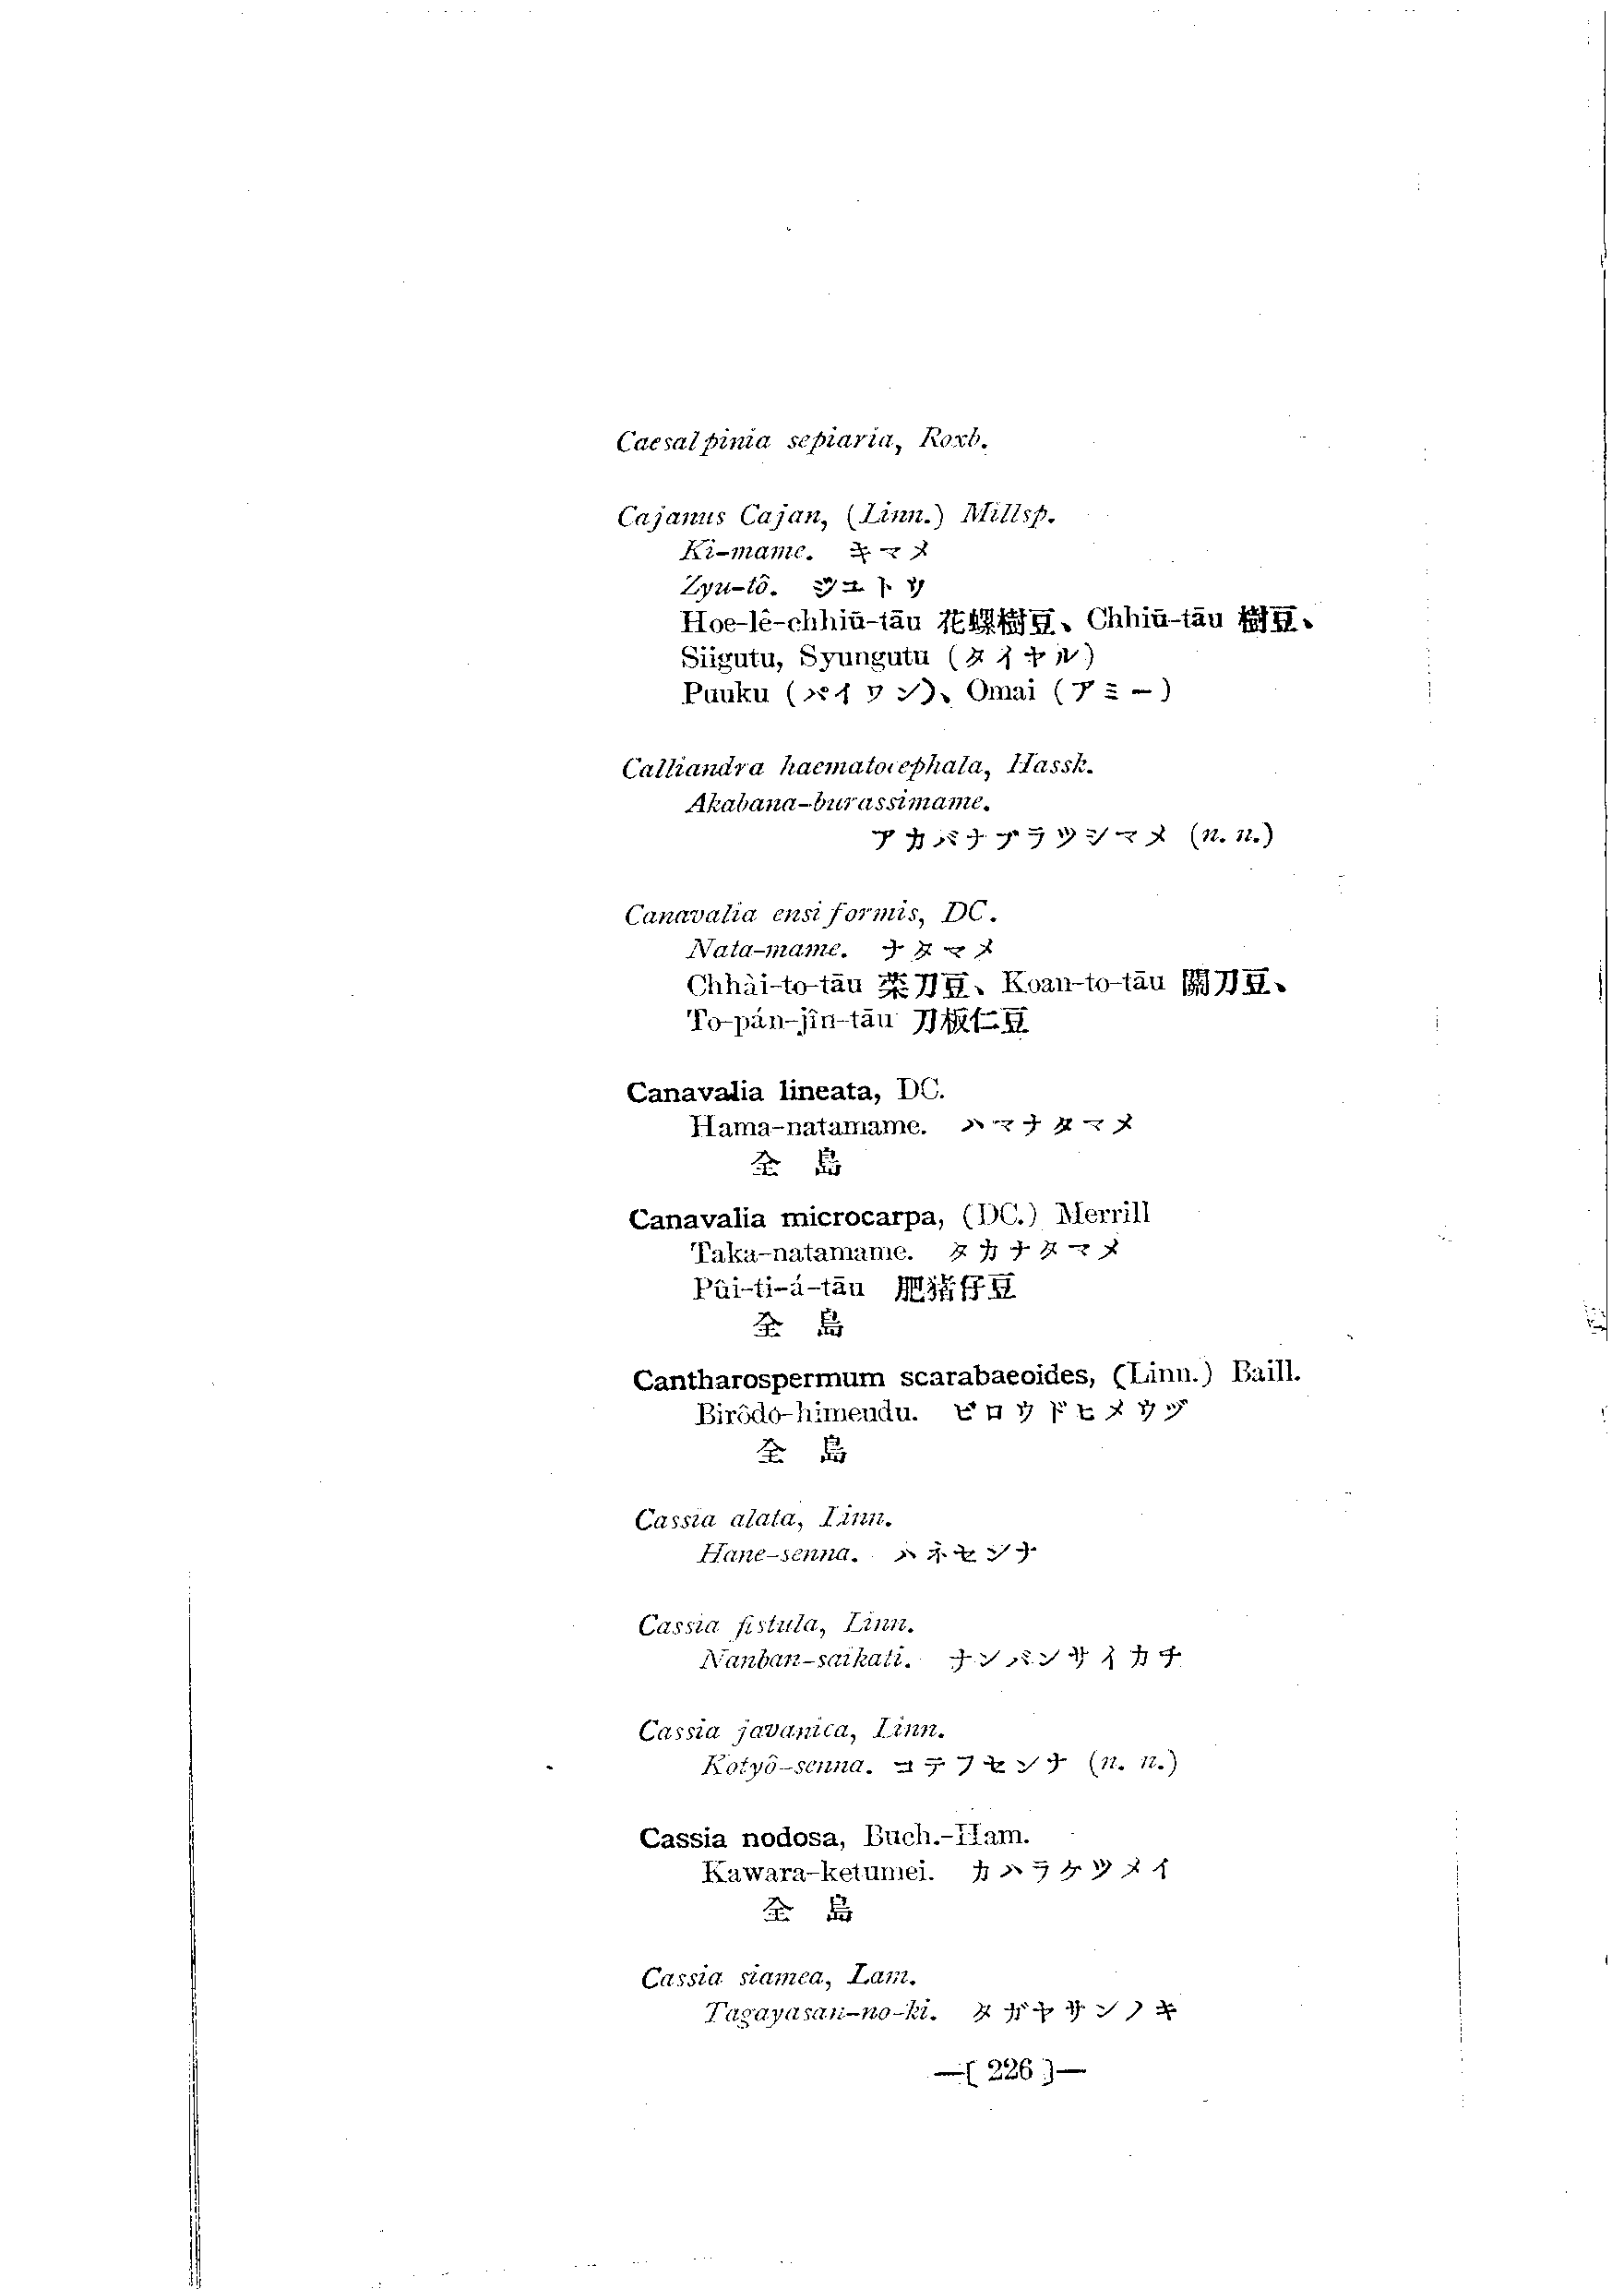 Caesalpinia sepiaria, Roxb.
Cajanus Cajan, (Linn.) Millsp.
Ki-mame. キマメ
Zyu-tô. ジユトウ
Hoe-lê-chhiū-tāu 花螺樹豆、Chhiū-tāu 樹豆、
Siigutu, Syungutu (タイヤル)
Puuku (パイワン)、Omai (アミー)
Calliandra haematocephala, Hassk.
Akabana-burassimame.
アカバナブラツシマメ (n. n.)
Canavalia ensiformis, DC.
Nata-mame. ナタマメ
Chhài-to-tāu 菜刀豆、Koan-to-tāu 關刀豆、
To-pán-jîn-tāu 刀板仁豆
Canavalia lineata, DC.
Hama-natamame. ハマナタマメ
全島
Canavalia microcarpa, (DC.) Merrill
Taka-natamame. タカナタマメ
Pûi-ti-á-tāu 肥豬仔豆
全島
Cantharospermum scarabaeoides, (Linn.) Baill.
Birôdo-himeudu. ビロウドヒメウヅ
全島
Cassia alata, Linn.
Hane-senna. ハネセンナ
Cassia fistula, Linn.
Nanban-saikati. ナンバンサイカチ
Cassia javanica, Linn.
Kotyô-senna. コテフセンナ (n. n.)
Cassia nodosa, Buch.-Ham.
Kawara-ketumei. カハラケツメイ
全島
Cassia siamea, Lam.
Tagayasan-no-ki. タガヤサンノキ
—( 226 )—